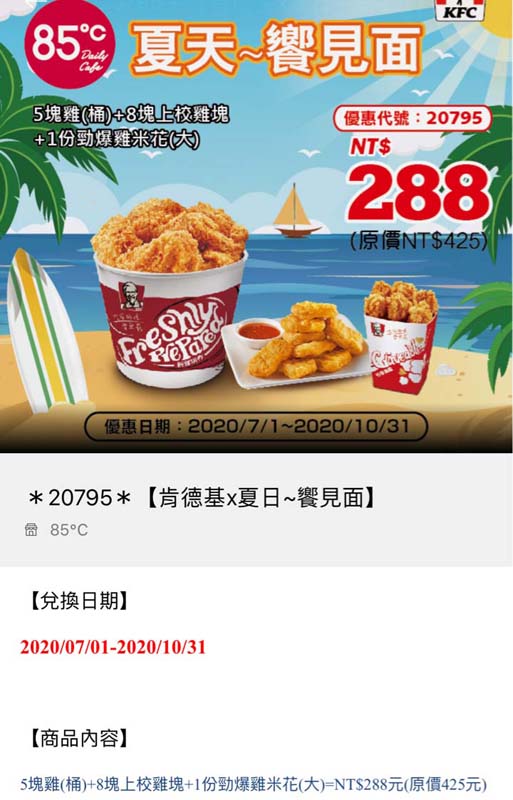 KFC
85°C
Daily
Cafe
夏天~饗見面
5塊雞(桶)+8塊上校雞塊
+1份勁爆雞米花(大)
優惠代號：20795
NT$
288
(原價NT$425)
Freshly
Prepared
優惠日期：2020/7/1~2020/10/31
＊20795＊【肯德基x夏日~饗見面】
85°C
【兌換日期】
2020/07/01-2020/10/31
【商品內容】
5塊雞(桶)+8塊上校雞塊+1份勁爆雞米花(大)=NT$288元(原價425元)